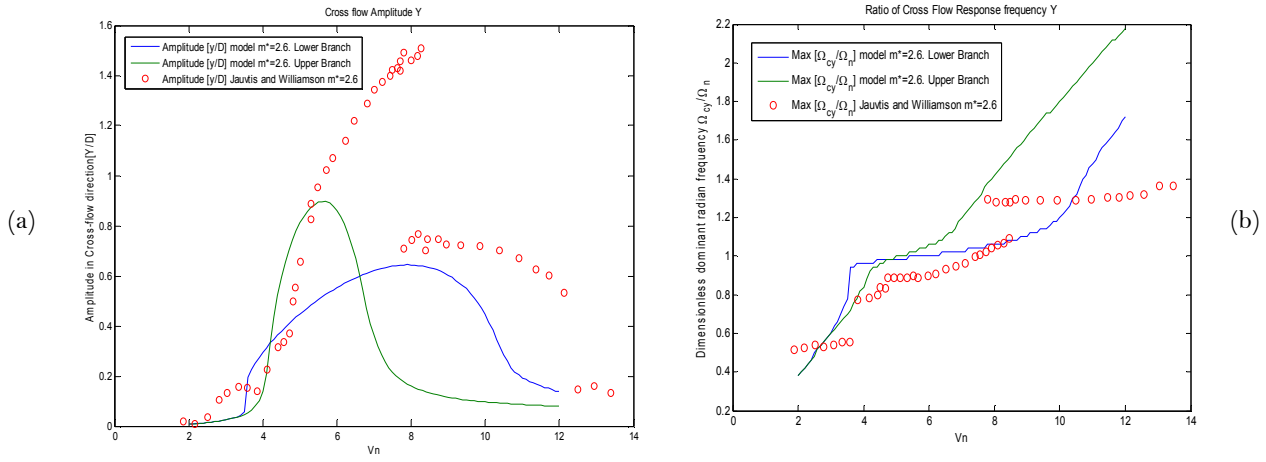 (a)
Cross flow Amplitude Y
Amplitude in Cross-flow direction[Y/D]
1.6
1.4
1.2
1
0.8
0.6
0.4
0.2
0
Amplitude [y/D] model m*=2.6. Lower Branch
Amplitude [y/D] model m*=2.6. Upper Branch
Amplitude [y/D] Jauvtis and Williamson m*=2.6
0 2 4 6 8 10 12 14
Vn
Ratio of Cross Flow Response frequency Y
Dimensionless dominant radian frequency Ω_cy/Ω_n
2.2
2
1.8
1.6
1.4
1.2
1
0.8
0.6
0.4
0.2
Max [Ω_cy/Ω_n] model m*=2.6. Lower Branch
Max [Ω_cy/Ω_n] model m*=2.6. Upper Branch
Max [Ω_cy/Ω_n] Jauvtis and Williamson m*=2.6
0 2 4 6 8 10 12 14
Vn
(b)